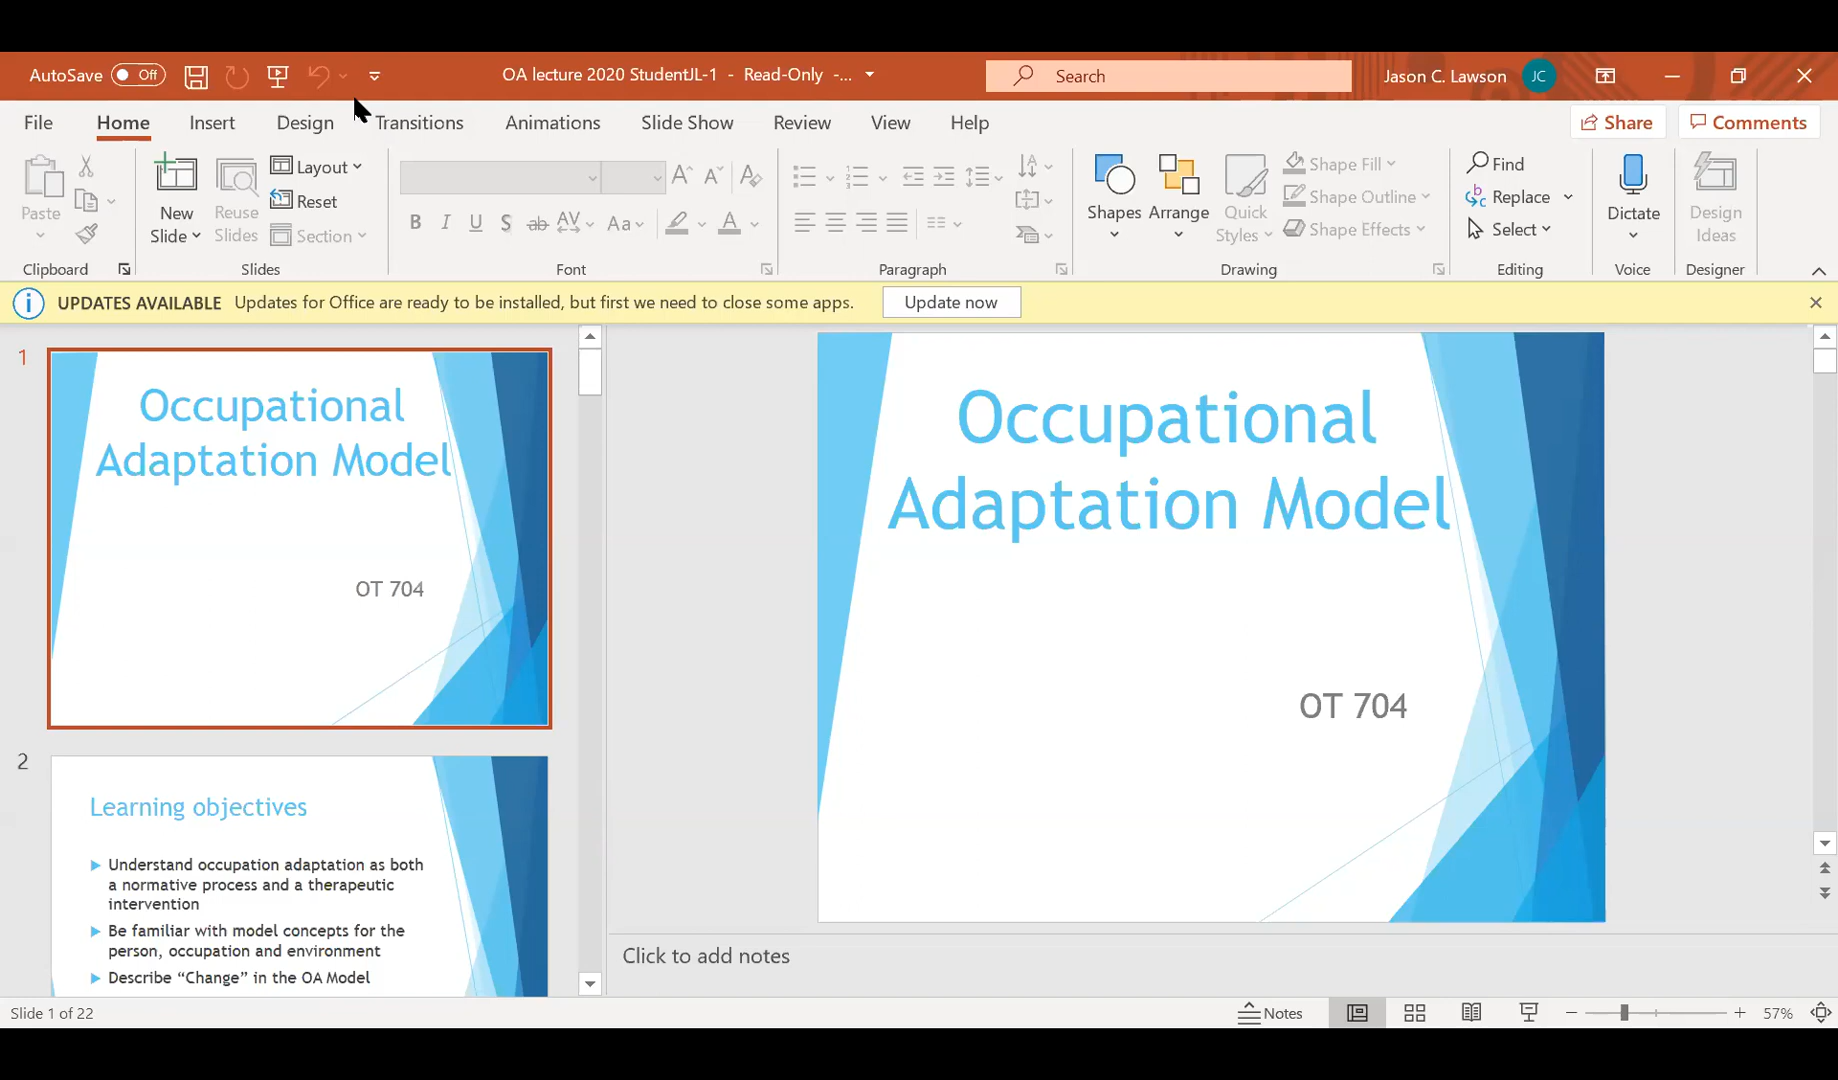 AutoSave Off OA lecture 2020 StudentJL-1 - Read-Only -... Search Jason C. Lawson JC
File Home Insert Design Transitions Animations Slide Show Review View Help Share Comments
Paste
New Slide
Reuse Slides
Layout
Reset
Section
B I U S ab AV Aa A
Shapes
Arrange
Quick Styles
Shape Fill
Shape Outline
Shape Effects
Find
Replace
Select
Dictate
Design Ideas
Clipboard Slides Font Paragraph Drawing Editing Voice Designer
UPDATES AVAILABLE Updates for Office are ready to be installed, but first we need to close some apps. Update now
1
Occupational
Adaptation Model
OT 704
2
Learning objectives
Understand occupation adaptation as both
a normative process and a therapeutic
intervention
Be familiar with model concepts for the
person, occupation and environment
Describe “Change” in the OA Model
Occupational
Adaptation Model
OT 704
Click to add notes
Slide 1 of 22 Notes 57%